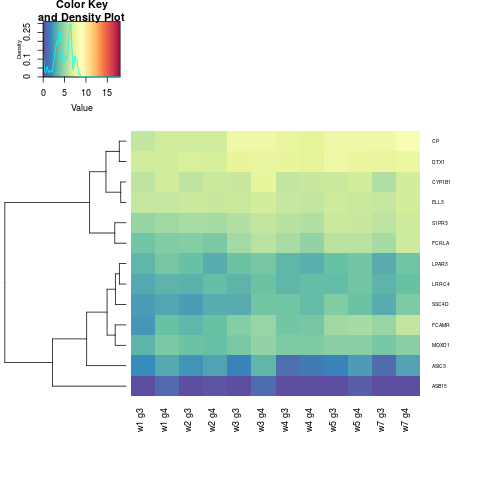 Color Key
and Density Plot
Density
0 0.1 0.25
0 5 10 15
Value
CP
DTX1
CYP1B1
ELL3
S1PR3
FCRLA
LPAR3
LRRC4
SSC4D
FCAMR
MOXD1
ASIC3
ASB15
w1 g3
w1 g4
w2 g3
w2 g4
w3 g3
w3 g4
w4 g3
w4 g4
w5 g3
w5 g4
w7 g3
w7 g4